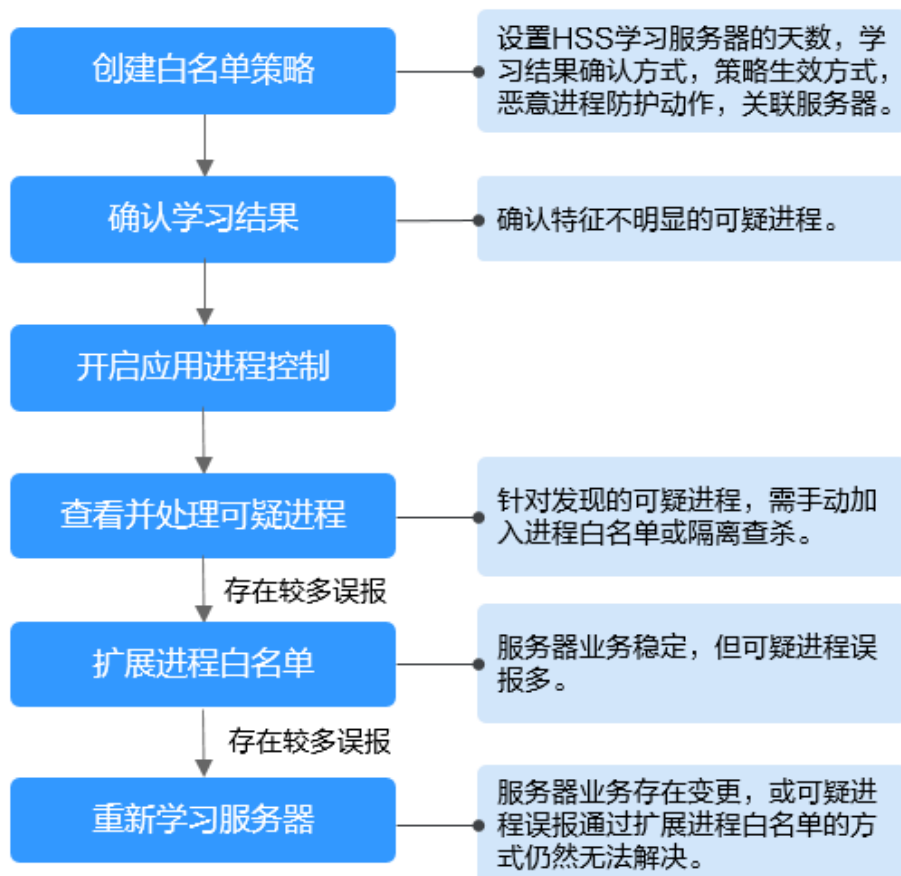 创建白名单策略
设置HSS学习服务器的天数，学
习结果确认方式，策略生效方式，
恶意进程防护动作，关联服务器。
确认学习结果
确认特征不明显的可疑进程。
开启应用进程控制
查看并处理可疑进程
针对发现的可疑进程，需手动加
入进程白名单或隔离查杀。
存在较多误报
扩展进程白名单
服务器业务稳定，但可疑进程误
报多。
存在较多误报
重新学习服务器
服务器业务存在变更，或可疑进
程误报通过扩展进程白名单的方
式仍然无法解决。